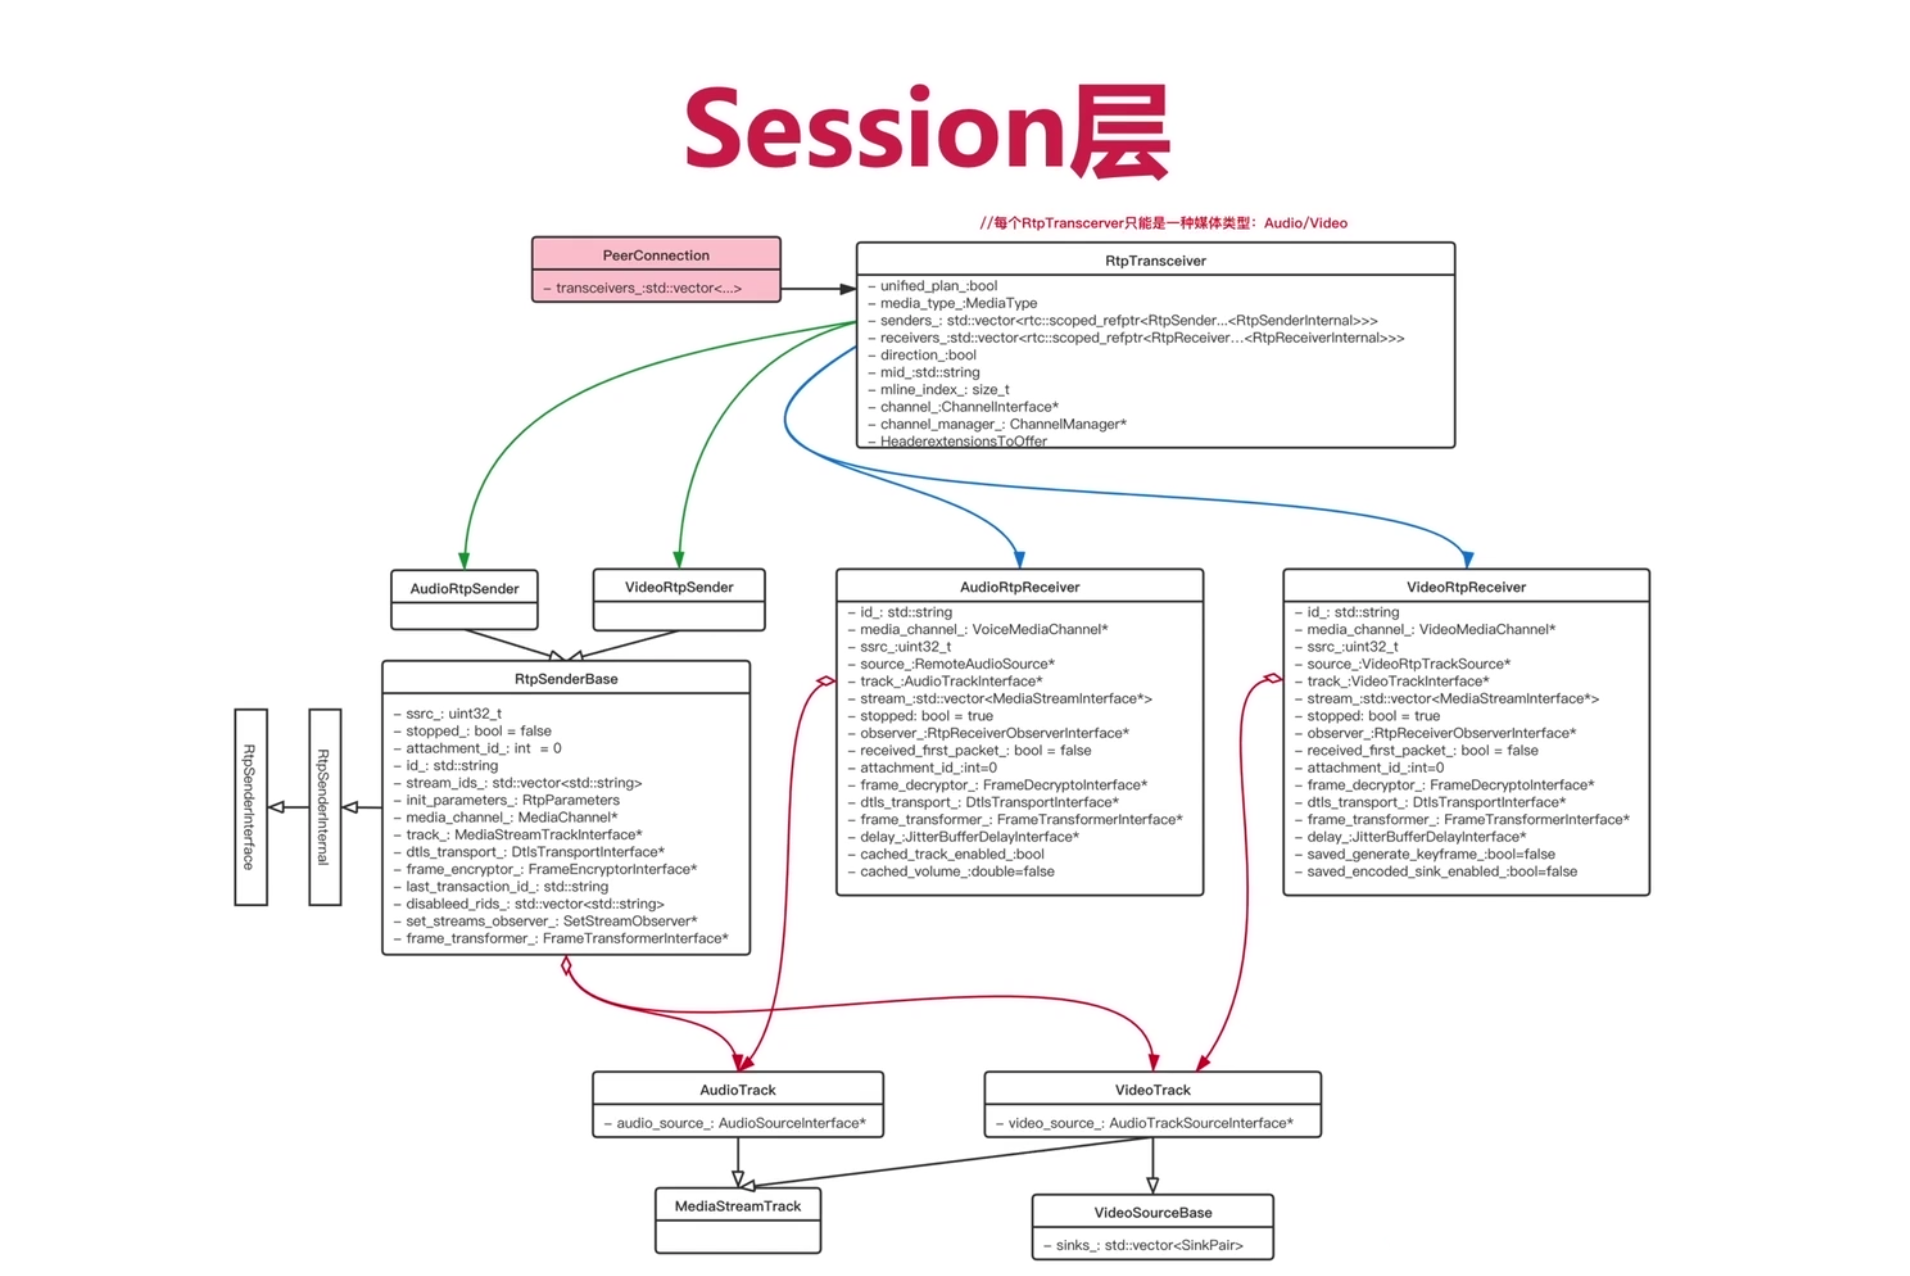 Session层
//每个RtpTranscerver只能是一种媒体类型：Audio/Video
PeerConnection
- transceivers_:std::vector<...>
RtpTransceiver
- unified_plan_:bool
- media_type_:MediaType
- senders_: std::vector<rtc::scoped_refptr<RtpSender...<RtpSenderInternal>>>
- receivers_:std::vector<rtc::scoped_refptr<RtpReceiver...<RtpReceiverInternal>>>
- direction_:bool
- mid_:std::string
- mline_index_: size_t
- channel_:ChannelInterface*
- channel_manager_: ChannelManager*
- HeaderextensionsToOffer
AudioRtpSender
VideoRtpSender
AudioRtpReceiver
- id_: std::string
- media_channel_: VoiceMediaChannel*
- ssrc_:uint32_t
- source_:RemoteAudioSource*
- track_:AudioTrackInterface*
- stream_:std::vector<MediaStreamInterface*>
- stopped: bool = true
- observer_:RtpReceiverObserverInterface*
- received_first_packet_: bool = false
- attachment_id_:int=0
- frame_decryptor_: FrameDecryptoInterface*
- dtls_transport_: DtlsTransportInterface*
- frame_transformer_: FrameTransformerInterface*
- delay_:JitterBufferDelayInterface*
- cached_track_enabled_:bool
- cached_volume_:double=false
VideoRtpReceiver
- id_: std::string
- media_channel_: VideoMediaChannel*
- ssrc_:uint32_t
- source_:VideoRtpTrackSource*
- track_:VideoTrackInterface*
- stream_:std::vector<MediaStreamInterface*>
- stopped: bool = true
- observer_:RtpReceiverObserverInterface*
- received_first_packet_: bool = false
- attachment_id_:int=0
- frame_decryptor_: FrameDecryptoInterface*
- dtls_transport_: DtlsTransportInterface*
- frame_transformer_: FrameTransformerInterface*
- delay_:JitterBufferDelayInterface*
- saved_generate_keyframe_:bool=false
- saved_encoded_sink_enabled_:bool=false
RtpSenderInterface
RtpSenderInternal
RtpSenderBase
- ssrc_: uint32_t
- stopped_: bool = false
- attachment_id_: int = 0
- id_: std::string
- stream_ids_: std::vector<std::string>
- init_parameters_: RtpParameters
- media_channel_: MediaChannel*
- track_: MediaStreamTrackInterface*
- dtls_transport_: DtlsTransportInterface*
- frame_encryptor_: FrameEncryptorInterface*
- last_transaction_id_: std::string
- disableed_rids_: std::vector<std::string>
- set_streams_observer_: SetStreamObserver*
- frame_transformer_: FrameTransformerInterface*
AudioTrack
- audio_source_: AudioSourceInterface*
VideoTrack
- video_source_: AudioTrackSourceInterface*
MediaStreamTrack
VideoSourceBase
- sinks_: std::vector<SinkPair>